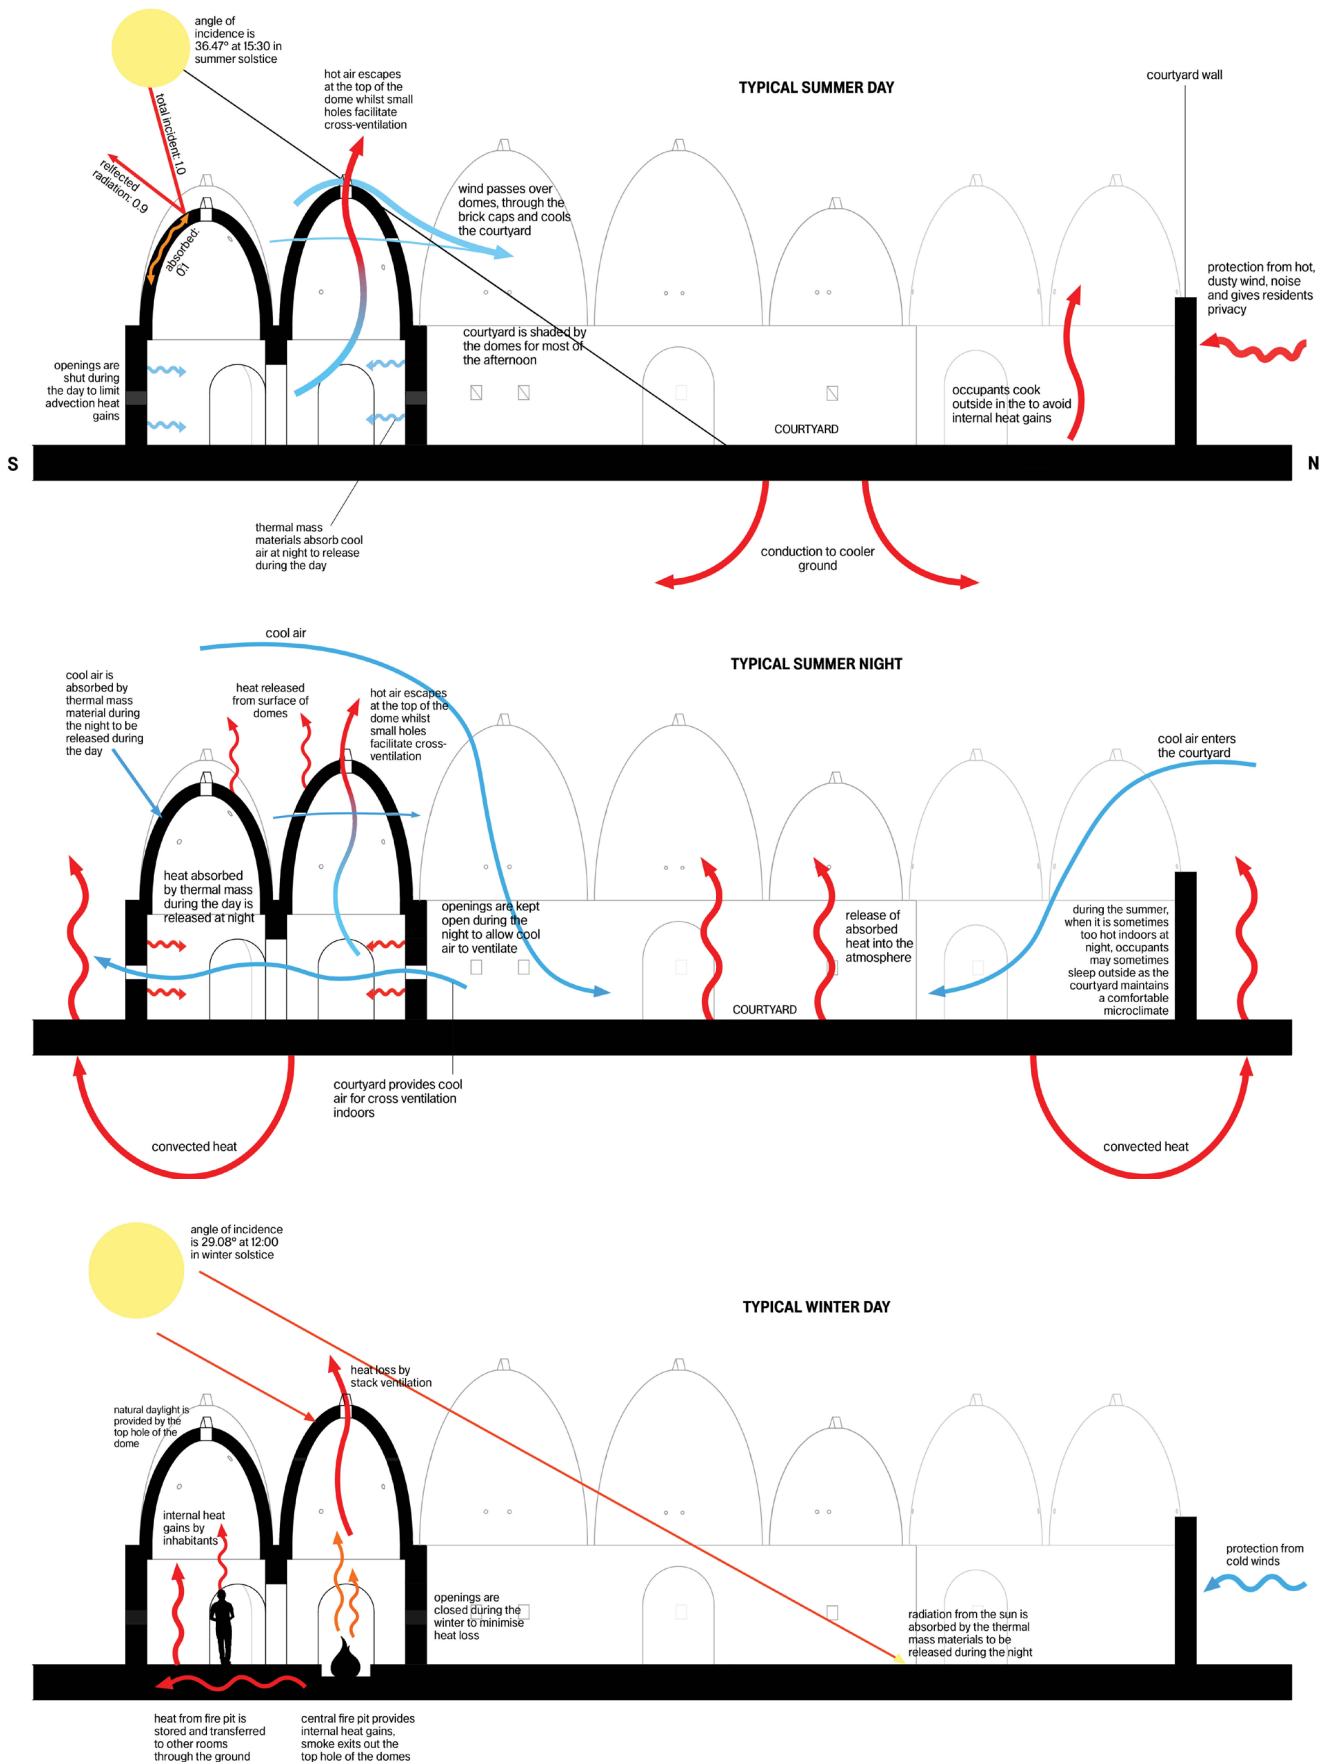 angle of
incidence is
36.47º at 15:30 in
summer solstice
total incident: 1.0
relfected
radiation: 0.9
absorbed:
0.1
hot air escapes
at the top of the
dome whilst small
holes facilitate
cross-ventilation
TYPICAL SUMMER DAY
courtyard wall
wind passes over
domes, through the
brick caps and cools
the courtyard
protection from hot,
dusty wind, noise
and gives residents
privacy
openings are
shut during
the day to limit
advection heat
gains
courtyard is shaded by
the domes for most of
the afternoon
occupants cook
outside in the to avoid
internal heat gains
COURTYARD
S
N
thermal mass
materials absorb cool
air at night to release
during the day
conduction to cooler
ground
cool air
TYPICAL SUMMER NIGHT
cool air is
absorbed by
thermal mass
material during
the night to be
released during
the day
heat released
from surface of
domes
hot air escapes
at the top of the
dome whilst
small holes
facilitate cross-
ventilation
cool air enters
the courtyard
heat absorbed
by thermal mass
during the day is
released at night
openings are kept
open during the
night to allow cool
air to ventilate
release of
absorbed
heat into the
atmosphere
during the summer,
when it is sometimes
too hot indoors at
night, occupants
may sometimes
sleep outside as the
courtyard maintains
a comfortable
microclimate
COURTYARD
courtyard provides cool
air for cross ventilation
indoors
convected heat
convected heat
angle of incidence
is 29.08º at 12:00
in winter solstice
TYPICAL WINTER DAY
heat loss by
stack ventilation
natural daylight is
provided by the
top hole of the
dome
internal heat
gains by
inhabitants
protection from
cold winds
openings are
closed during the
winter to minimise
heat loss
radiation from the sun is
absorbed by the thermal
mass materials to be
released during the night
heat from fire pit is
stored and transferred
to other rooms
through the ground
central fire pit provides
internal heat gains,
smoke exits out the
top hole of the domes